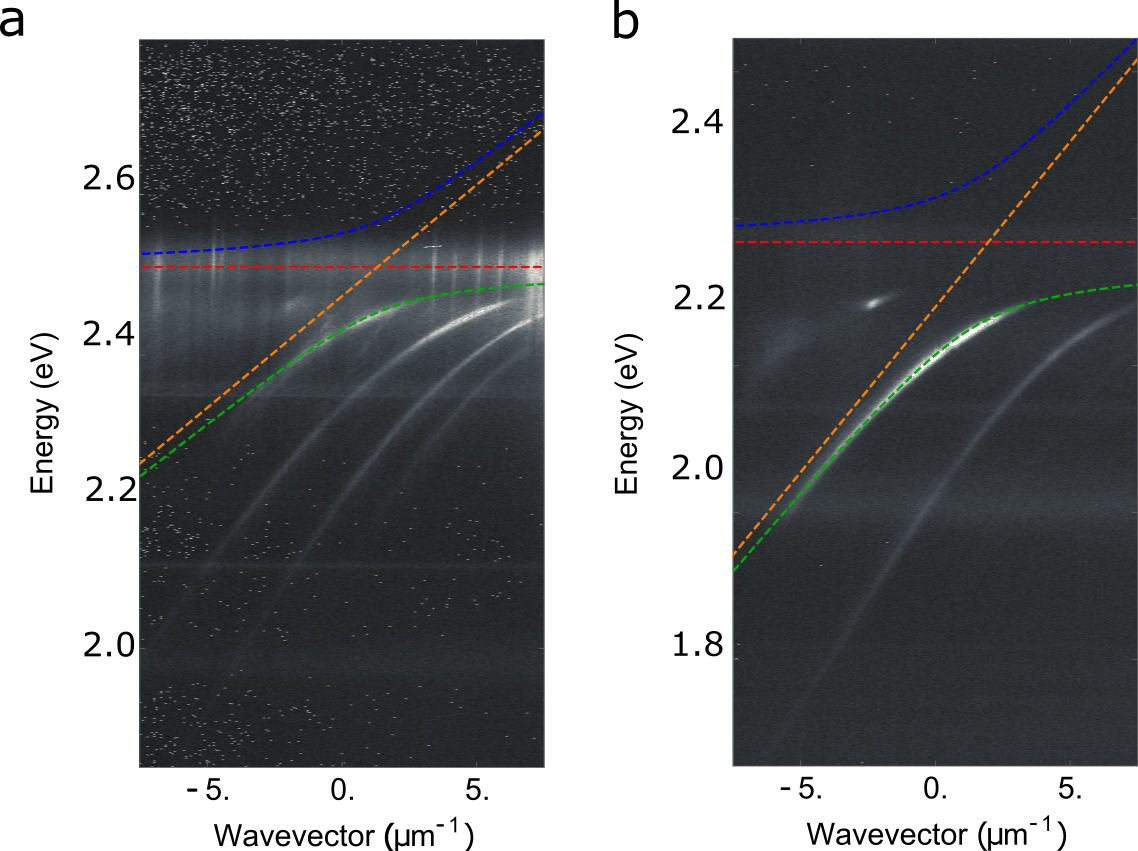 a
2.6
2.4
2.2
2.0
Energy (eV)
-5. 0. 5.
Wavevector (µm-1)
b
2.4
2.2
2.0
1.8
Energy (eV)
-5. 0. 5.
Wavevector (µm-1)